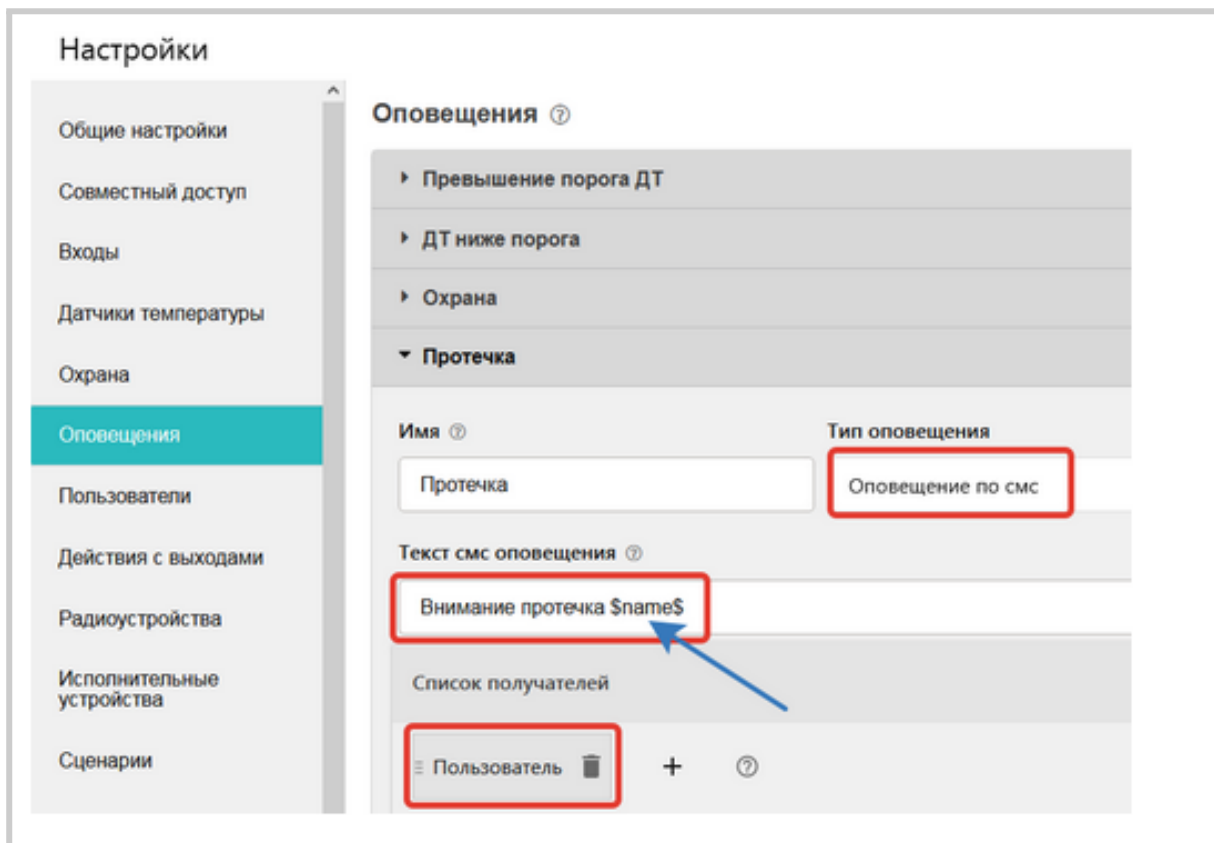 Настройки
Общие настройки
Совместный доступ
Входы
Датчики температуры
Охрана
Оповещения
Пользователи
Действия с выходами
Радиоустройства
Исполнительные
устройства
Сценарии
Оповещения
Превышение порога ДТ
ДТ ниже порога
Охрана
Протечка
Имя
Тип оповещения
Протечка
Оповещение по смс
Текст смс оповещения
Внимание протечка $name$
Список получателей
Пользователь
+